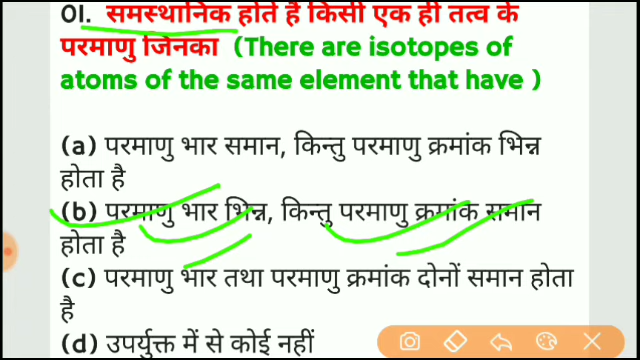 01. समस्थानिक होते हैं किसी एक ही तत्व के
परमाणु जिनका (There are isotopes of
atoms of the same element that have )
(a) परमाणु भार समान, किन्तु परमाणु क्रमांक भिन्न
होता है
(b) परमाणु भार भिन्न, किन्तु परमाणु क्रमांक समान
होता है
(c) परमाणु भार तथा परमाणु क्रमांक दोनों समान होता
है
(d) उपर्युक्त में से कोई नहीं